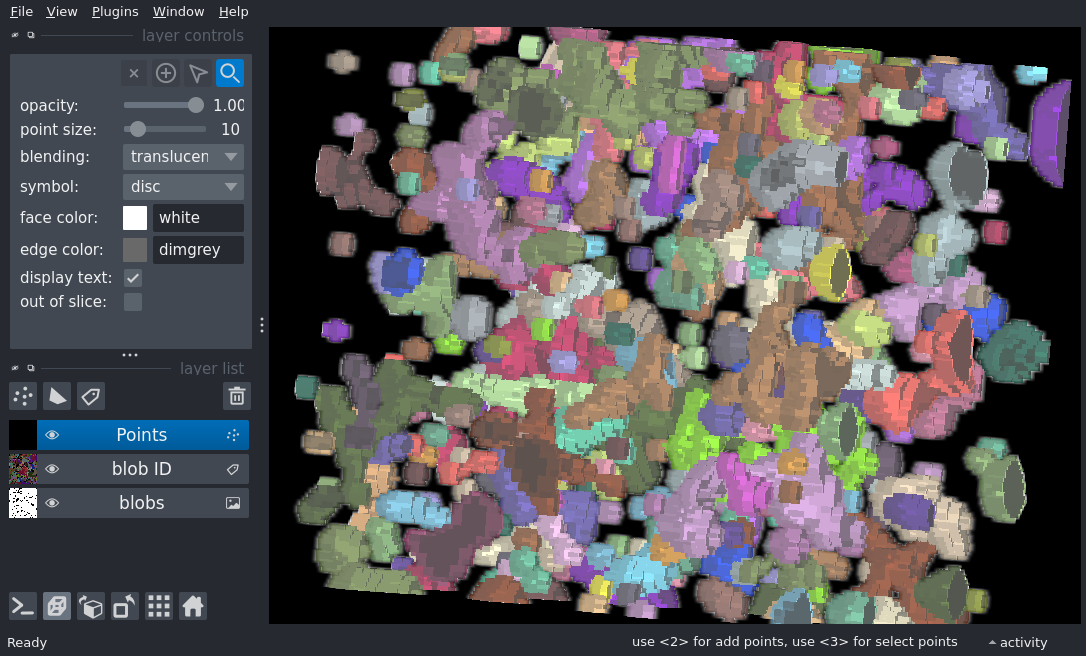 File View Plugins Window Help
layer controls
opacity: 1.00
point size: 10
blending: translucen
symbol: disc
face color: white
edge color: dimgrey
display text:
out of slice:
layer list
Points
blob ID
blobs
Ready use <2> for add points, use <3> for select points activity